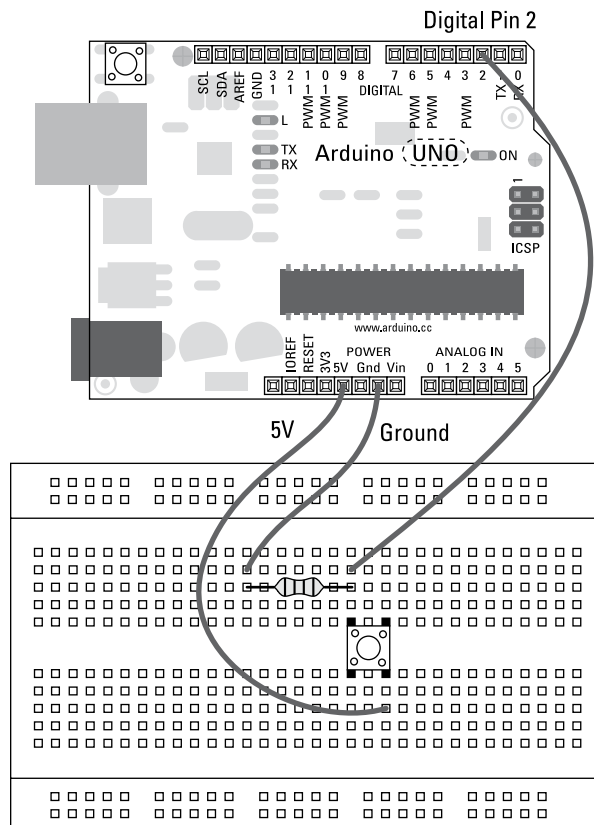 Digital Pin 2
SCL
SDA
AREF
GND
13
12
11
10
9
8
7
6
5
4
3
2
TX 1
RX 0
PWM
PWM
PWM
DIGITAL
PWM
PWM
PWM
L
TX
RX
Arduino UNO
ON
1
ICSP
www.arduino.cc
IOREF
RESET
3V3
5V
POWER
Gnd
Vin
ANALOG IN
0 1 2 3 4 5
5V
Ground